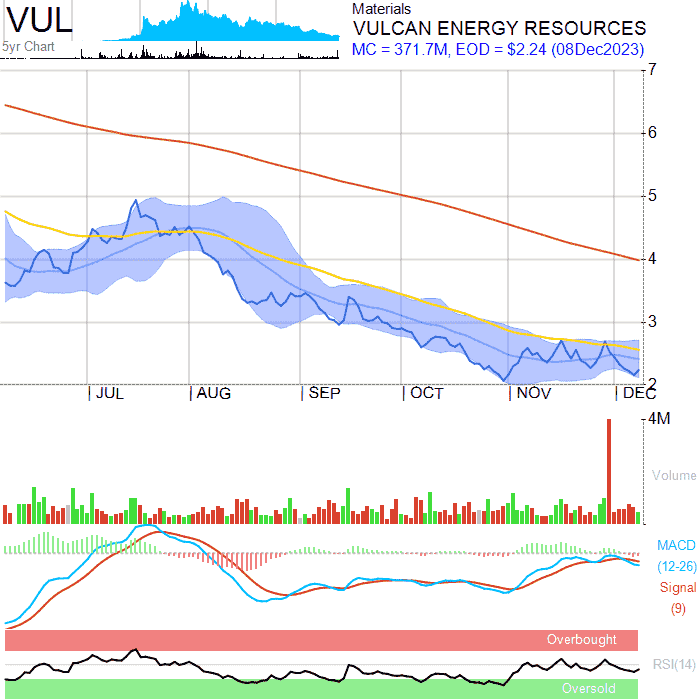 VUL
5yr Chart
Materials
VULCAN ENERGY RESOURCES
MC = 371.7M, EOD = $2.24 (08Dec2023)
7
6
5
4
3
2
JUL
AUG
SEP
OCT
NOV
DEC
4M
Volume
MACD
(12-26)
Signal
(9)
Overbought
RSI(14)
Oversold